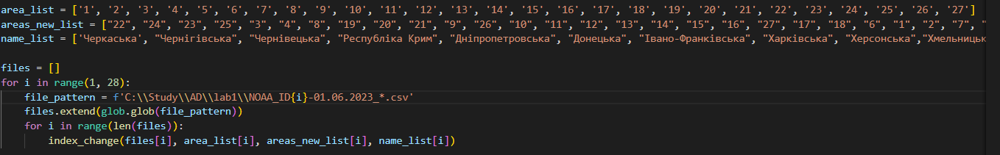 area_list = ['1', '2', '3', '4', '5', '6', '7', '8', '9', '10', '11', '12', '13', '14', '15', '16', '17', '18', '19', '20', '21', '22', '23', '24', '25', '26', '27']
areas_new_list = ["22", "24", "23", "25", "3", "4", "8", "19", "20", "21", "9", "26", "10", "11", "12", "13", "14", "15", "16", "27", "17", "18", "6", "1", "2", "7", "
name_list = ['Черкаська', "Чернігівська", "Чернівецька", "Республіка Крим", "Дніпропетровська", "Донецька", "Івано-Франківська", "Харківська", "Херсонська","Хмельницьк
files = []
for i in range(1, 28):
file_pattern = f'C:\\Study\\AD\\lab1\\NOAA_ID{i}-01.06.2023_*.csv'
files.extend(glob.glob(file_pattern))
for i in range(len(files)):
index_change(files[i], area_list[i], areas_new_list[i], name_list[i])